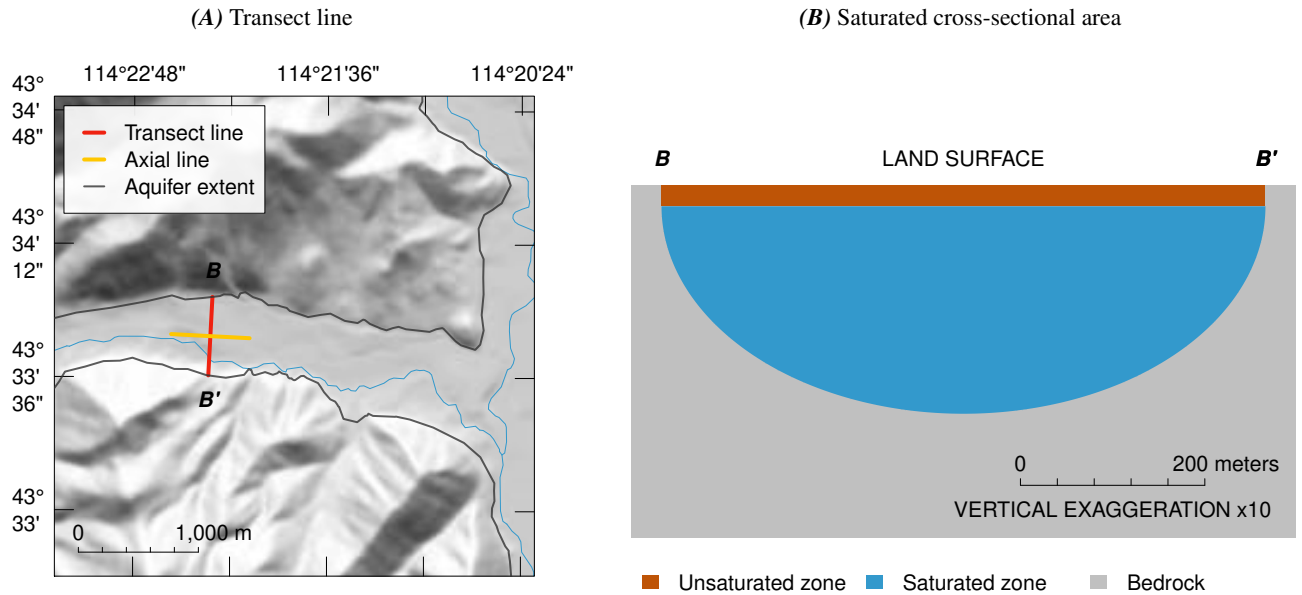 (A) Transect line
(B) Saturated cross-sectional area
114°22'48"
114°21'36"
114°20'24"
43°
34'
48"
43°
34'
12"
43°
33'
36"
43°
33'
Transect line
Axial line
Aquifer extent
B
B'
0
1,000 m
B
LAND SURFACE
B'
0
200 meters
VERTICAL EXAGGERATION x10
Unsaturated zone
Saturated zone
Bedrock